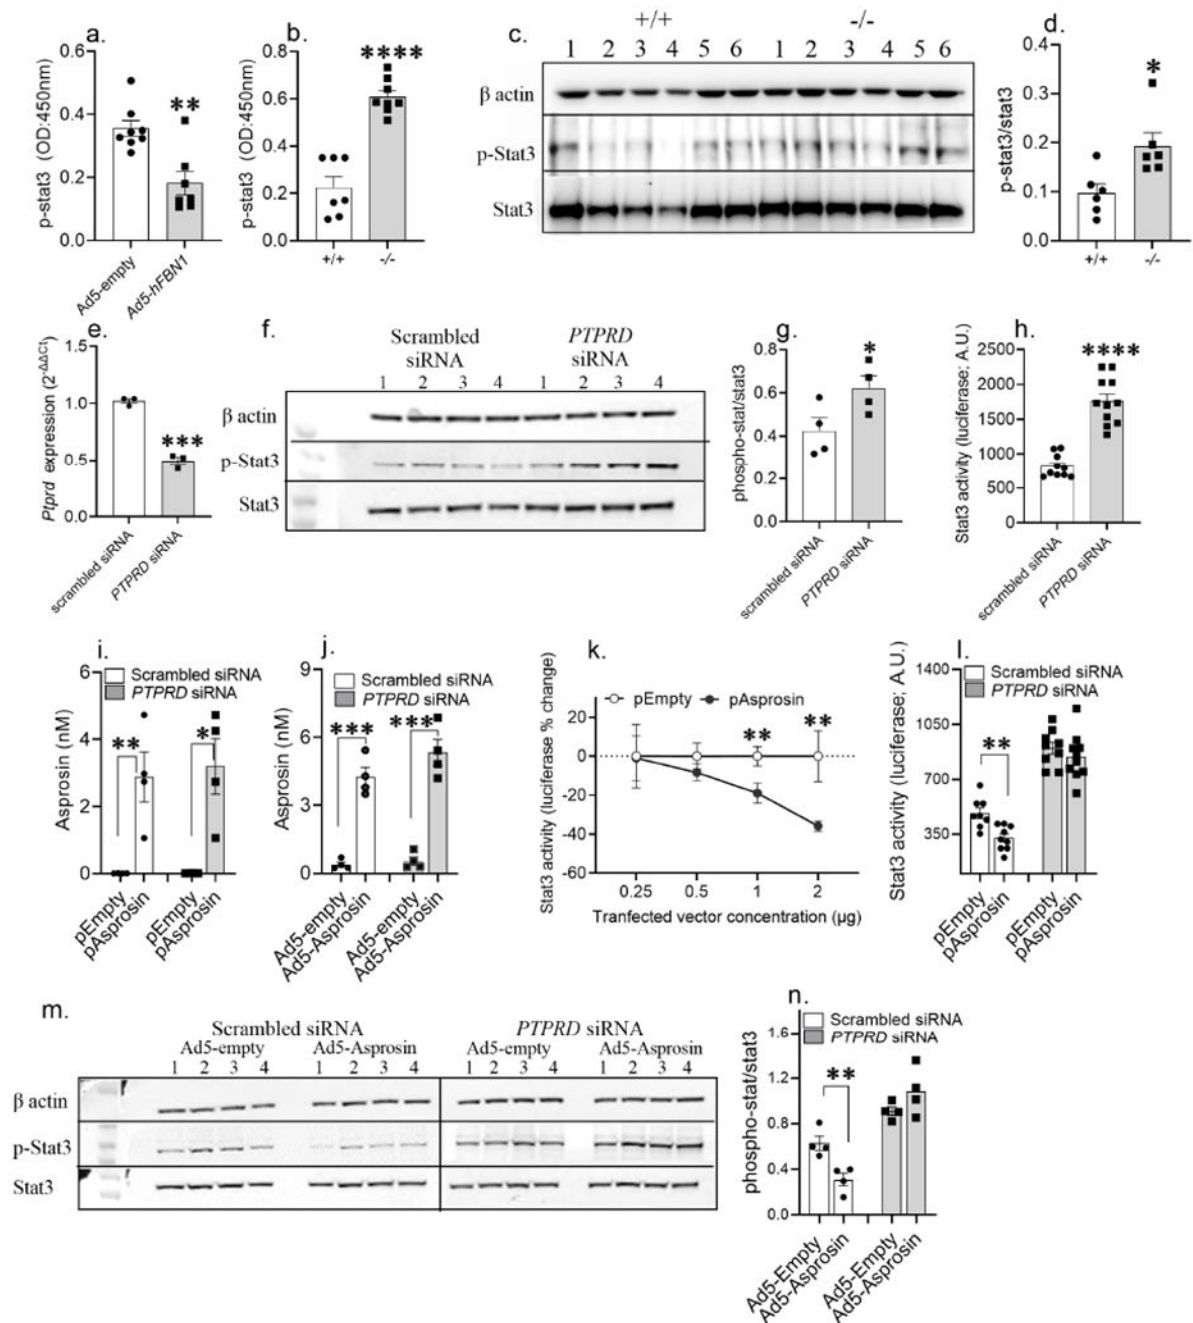 a.
p-stat3 (OD:450nm)
0.6
0.4
0.2
0.0
**
Ad5-empty
Ad5-hFBN1
b.
p-stat3 (OD:450nm)
0.8
0.6
0.4
0.2
0.0
****
+/+
-/-
c.
+/+
-/-
1 2 3 4 5 6 1 2 3 4 5 6
β actin
p-Stat3
Stat3
d.
p-stat3/stat3
0.4
0.3
0.2
0.1
0.0
*
+/+
-/-
e.
Ptprd expression (2^-ΔΔCt)
1.5
1.0
0.5
0.0
***
scrambled siRNA
PTPRD siRNA
f.
Scrambled siRNA
PTPRD siRNA
1 2 3 4 1 2 3 4
β actin
p-Stat3
Stat3
g.
phospho-stat/stat3
0.8
0.6
0.4
0.2
0.0
*
scrambled siRNA
PTPRD siRNA
h.
Stat3 activity (luciferase; A.U.)
2500
2000
1500
1000
500
0
****
scrambled siRNA
PTPRD siRNA
i.
Scrambled siRNA
PTPRD siRNA
Asprosin (nM)
6
4
2
0
**
*
pEmpty
pAsprosin
pEmpty
pAsprosin
j.
Scrambled siRNA
PTPRD siRNA
Asprosin (nM)
9
6
3
0
***
***
Ad5-empty
Ad5-Asprosin
Ad5-empty
Ad5-Asprosin
k.
pEmpty
pAsprosin
Stat3 activity (luciferase % change)
20
0
-20
-40
-60
**
**
0.25 0.5 1 2
Tranfected vector concentration (µg)
l.
Scrambled siRNA
PTPRD siRNA
Stat3 activity (luciferase; A.U.)
1400
1050
700
350
**
pEmpty
pAsprosin
pEmpty
pAsprosin
m.
Scrambled siRNA
PTPRD siRNA
Ad5-empty
Ad5-Asprosin
Ad5-empty
Ad5-Asprosin
1 2 3 4 1 2 3 4 1 2 3 4 1 2 3 4
β actin
p-Stat3
Stat3
n.
Scrambled siRNA
PTPRD siRNA
phospho-stat/stat3
1.6
1.2
0.8
0.4
0.0
**
Ad5-Empty
Ad5-Asprosin
Ad5-Empty
Ad5-Asprosin